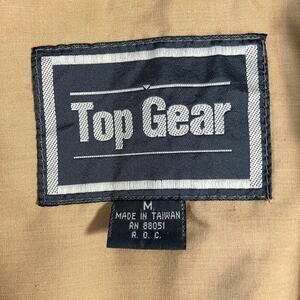 Top Gear
M
MADE IN TAIWAN
RN 88051
R. O. C.